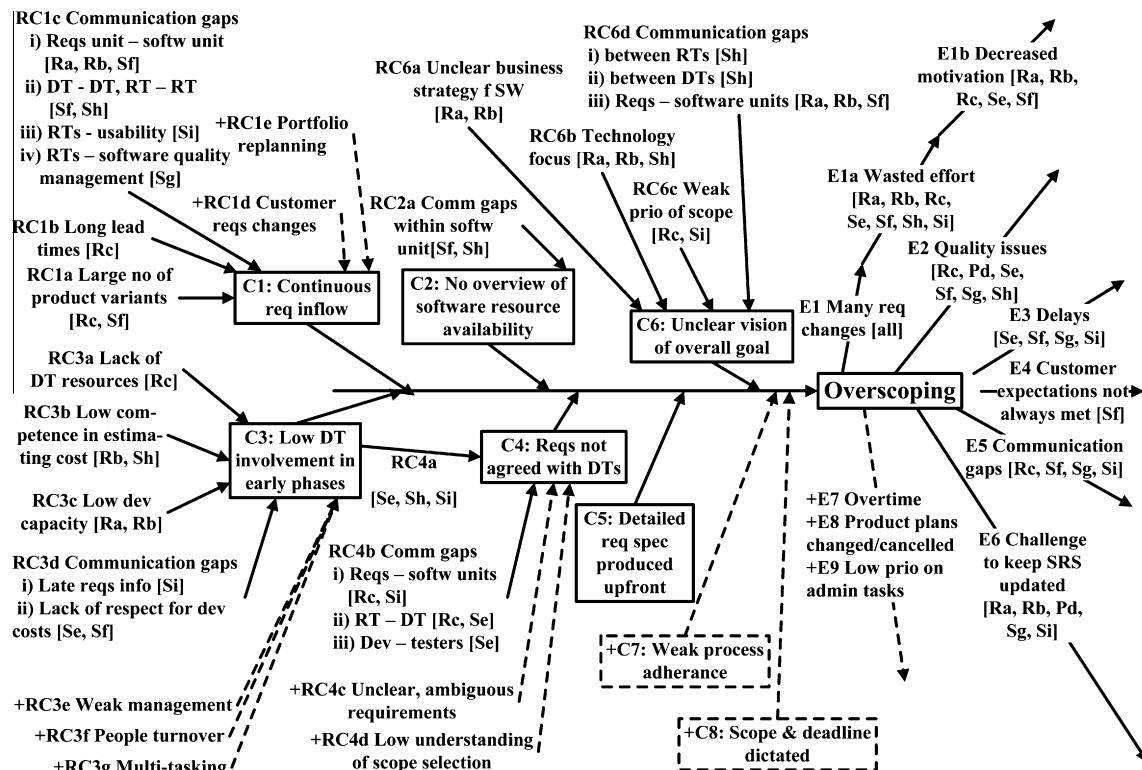 RC1c Communication gaps
i) Reqs unit – softw unit
[Ra, Rb, Sf]
ii) DT - DT, RT – RT
[Sf, Sh]
iii) RTs - usability [Si]
iv) RTs – software quality
management [Sg]
+RC1e Portfolio
replanning
+RC1d Customer
reqs changes
RC1b Long lead
times [Rc]
RC1a Large no of
product variants
[Rc, Sf]
C1: Continuous
req inflow
RC2a Comm gaps
within softw
unit[Sf, Sh]
C2: No overview of
software resource
availability
RC6a Unclear business
strategy f SW
[Ra, Rb]
RC6d Communication gaps
i) between RTs [Sh]
ii) between DTs [Sh]
iii) Reqs – software units [Ra, Rb, Sf]
RC6b Technology
focus [Ra, Rb, Sh]
RC6c Weak
prio of scope
[Rc, Si]
C6: Unclear vision
of overall goal
E1b Decreased
motivation [Ra, Rb,
Rc, Se, Sf]
E1a Wasted effort
[Ra, Rb, Rc,
Se, Sf, Sh, Si]
E1 Many req
changes [all]
E2 Quality issues
[Rc, Pd, Se,
Sf, Sg, Sh]
E3 Delays
[Se, Sf, Sg, Si]
Overscoping
E4 Customer
expectations not
always met [Sf]
E5 Communication
gaps [Rc, Sf, Sg, Si]
E6 Challenge
to keep SRS
updated
[Ra, Rb, Pd,
Sg, Si]
+E7 Overtime
+E8 Product plans
changed/cancelled
+E9 Low prio on
admin tasks
RC3a Lack of
DT resources [Rc]
RC3b Low com-
petence in estima-
ting cost [Rb, Sh]
RC3c Low dev
capacity [Ra, Rb]
RC3d Communication gaps
i) Late reqs info [Si]
ii) Lack of respect for dev
costs [Se, Sf]
C3: Low DT
involvement in
early phases
+RC3e Weak management
+RC3f People turnover
+RC3g Multi-tasking
RC4a
[Se, Sh, Si]
C4: Reqs not
agreed with DTs
RC4b Comm gaps
i) Reqs – softw units
[Rc, Si]
ii) RT – DT [Rc, Se]
iii) Dev – testers [Se]
+RC4c Unclear, ambiguous
requirements
+RC4d Low understanding
of scope selection
C5: Detailed
req spec
produced
upfront
+C7: Weak process
adherance
+C8: Scope & deadline
dictated